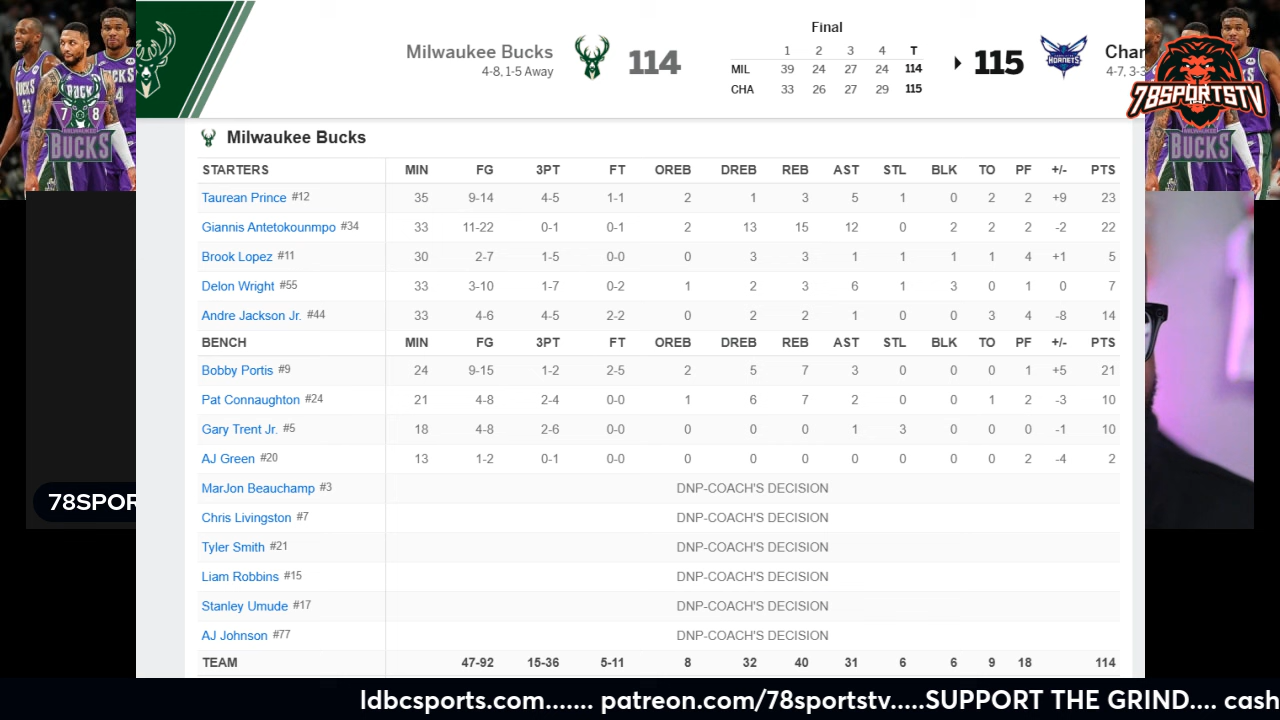 Final
Milwaukee Bucks 114 115 Char
4-8, 1-5 Away 4-7, 3-3
1 2 3 4 T
MIL 39 24 27 24 114
CHA 33 26 27 29 115
HORNETS
78SPORTSTV
7 8
BUCKS
BUCKS
Milwaukee Bucks
STARTERS MIN FG 3PT FT OREB DREB REB AST STL BLK TO PF +/- PTS
Taurean Prince #12 35 9-14 4-5 1-1 2 1 3 5 1 0 2 2 +9 23
Giannis Antetokounmpo #34 33 11-22 0-1 0-1 2 13 15 12 0 2 2 2 -2 22
Brook Lopez #11 30 2-7 1-5 0-0 0 3 3 1 1 1 1 4 +1 5
Delon Wright #55 33 3-10 1-7 0-2 1 2 3 6 1 3 0 1 0 7
Andre Jackson Jr. #44 33 4-6 4-5 2-2 0 2 2 1 0 0 3 4 -8 14
BENCH MIN FG 3PT FT OREB DREB REB AST STL BLK TO PF +/- PTS
Bobby Portis #9 24 9-15 1-2 2-5 2 5 7 3 0 0 0 1 +5 21
Pat Connaughton #24 21 4-8 2-4 0-0 1 6 7 2 0 0 1 2 -3 10
Gary Trent Jr. #5 18 4-8 2-6 0-0 0 0 0 1 3 0 0 0 -1 10
AJ Green #20 13 1-2 0-1 0-0 0 0 0 0 0 0 0 2 -4 2
MarJon Beauchamp #3 DNP-COACH'S DECISION
Chris Livingston #7 DNP-COACH'S DECISION
Tyler Smith #21 DNP-COACH'S DECISION
Liam Robbins #15 DNP-COACH'S DECISION
Stanley Umude #17 DNP-COACH'S DECISION
AJ Johnson #77 DNP-COACH'S DECISION
TEAM 47-92 15-36 5-11 8 32 40 31 6 6 9 18 114
78SPOR
ldbcsports.com....... patreon.com/78sportstv.....SUPPORT THE GRIND.... cash